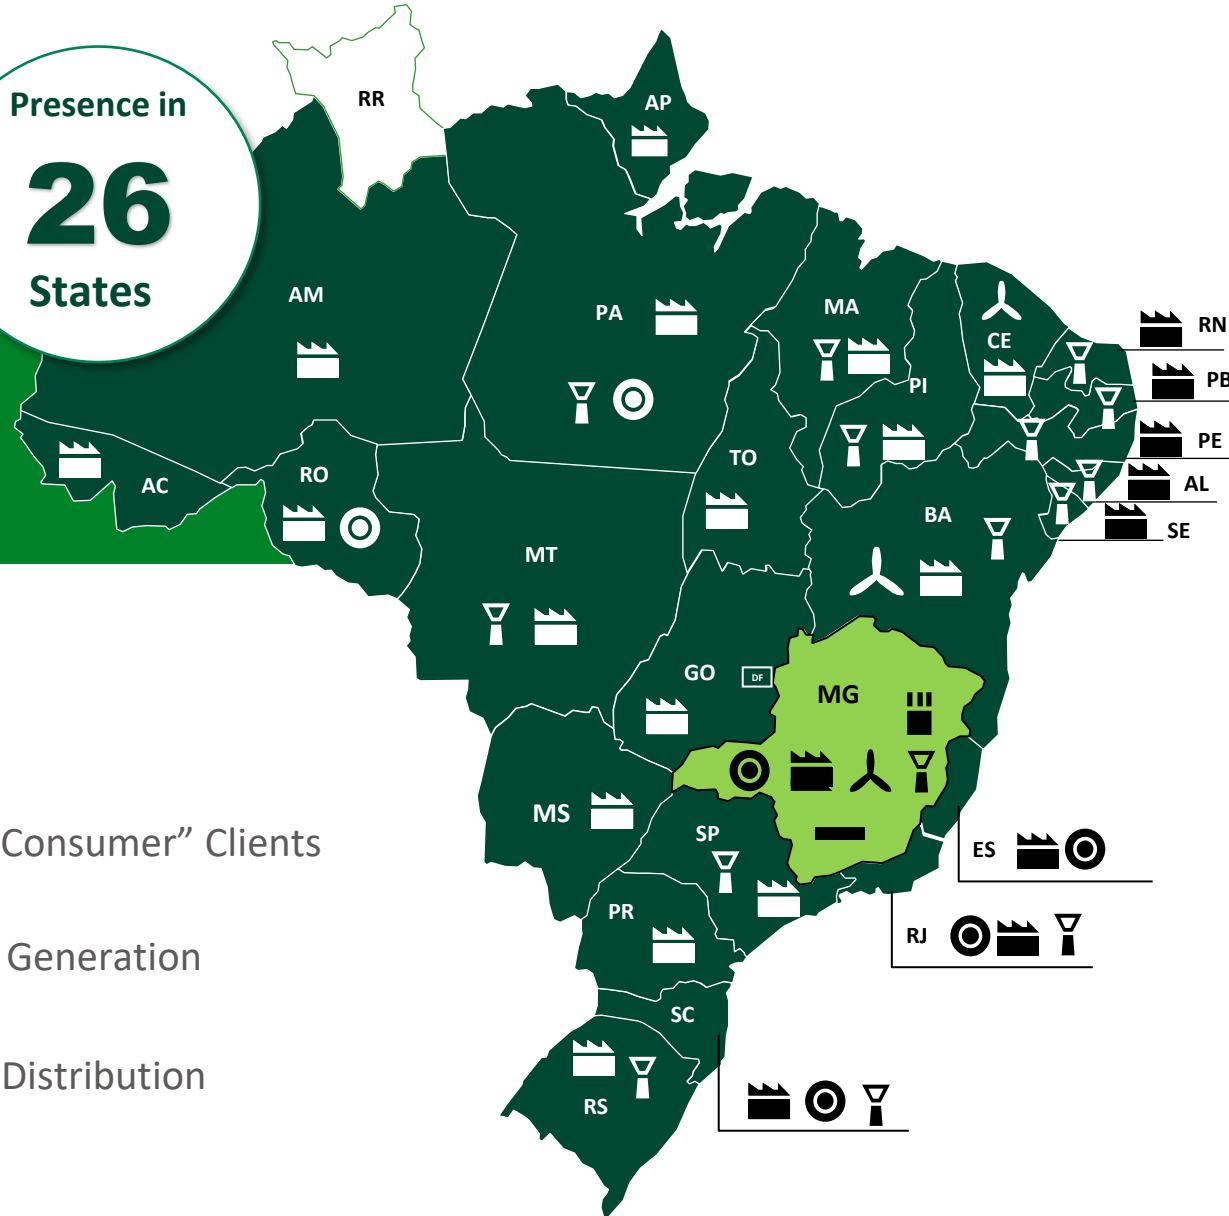 Presence in
26
States
RR
AP
AM
PA
MA
CE
RN
PI
PB
PE
TO
RO
AC
AL
BA
SE
MT
GO
DF
MG
MS
SP
Consumer” Clients
ES
PR
RJ
Generation
SC
Distribution
RS